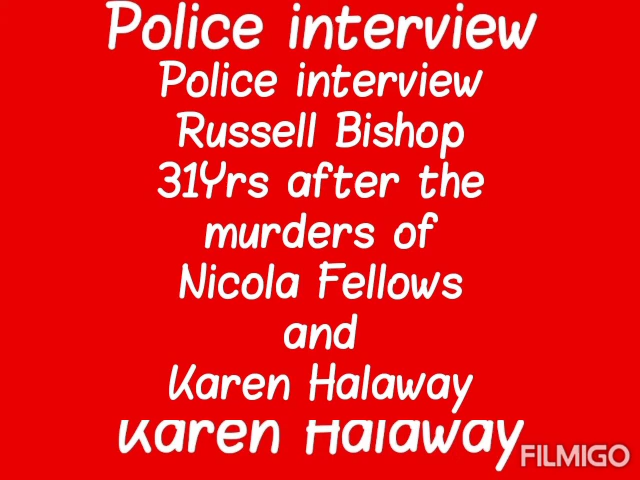 Police interview
Police interview
Russell Bishop
31Yrs after the
murders of
Nicola Fellows
and
Karen Halaway
Karen Halaway
FILMIGO